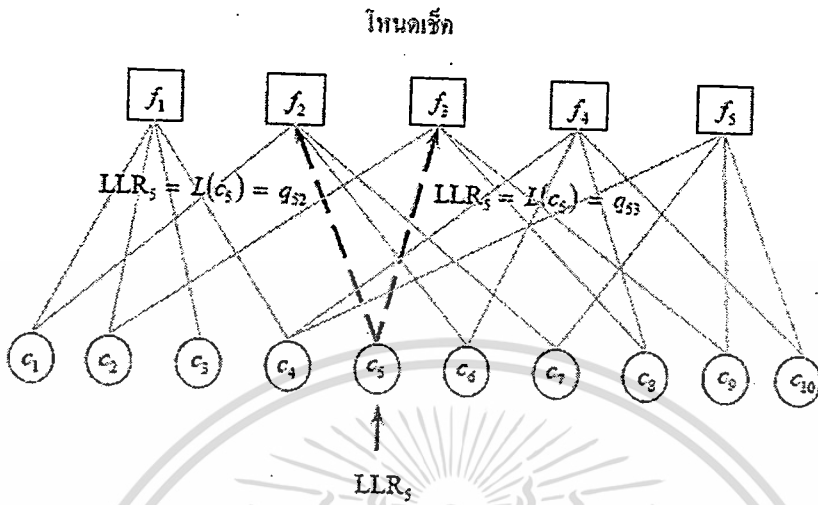 โหนดเช็ค
f₁ f₂ f₃ f₄ f₅
LLR₅ = L(c₅) = q₅₂ LLR₅ = L(c₅) = q₅₃
c₁ c₂ c₃ c₄ c₅ c₆ c₇ c₈ c₉ c₁₀
LLR₅